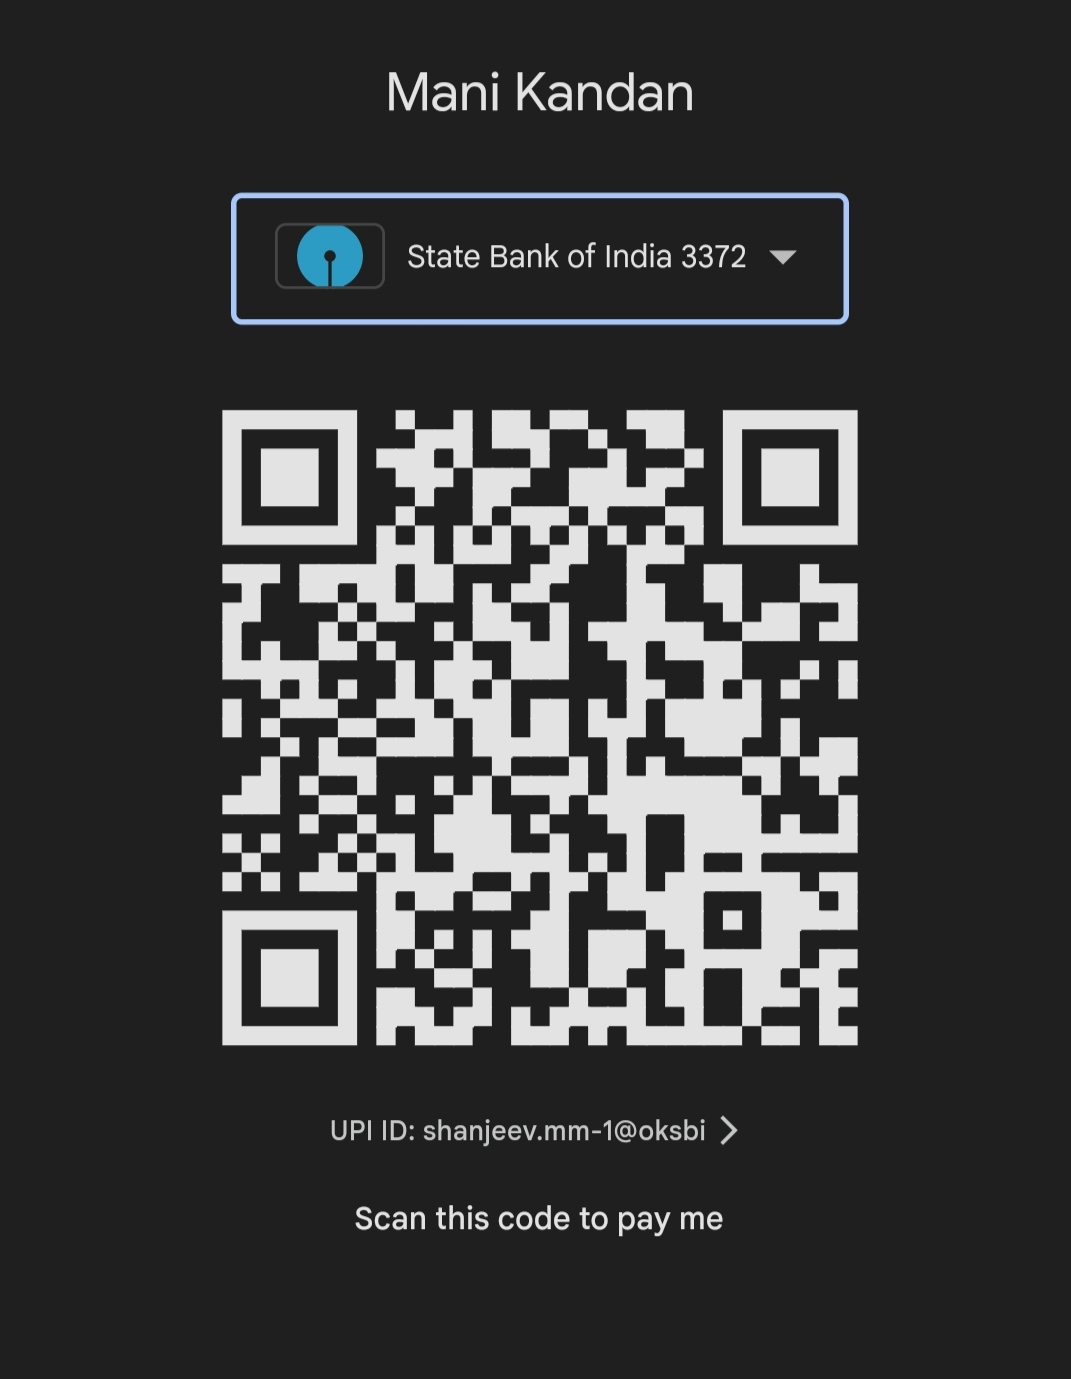 Mani Kandan
State Bank of India 3372
UPI ID: shanjeev.mm-1@oksbi
Scan this code to pay me